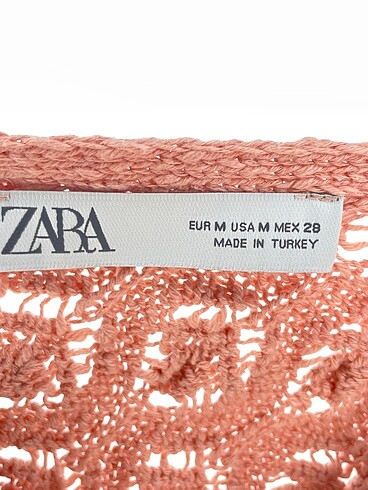 ZARA
EUR M USA M MEX 28
MADE IN TURKEY